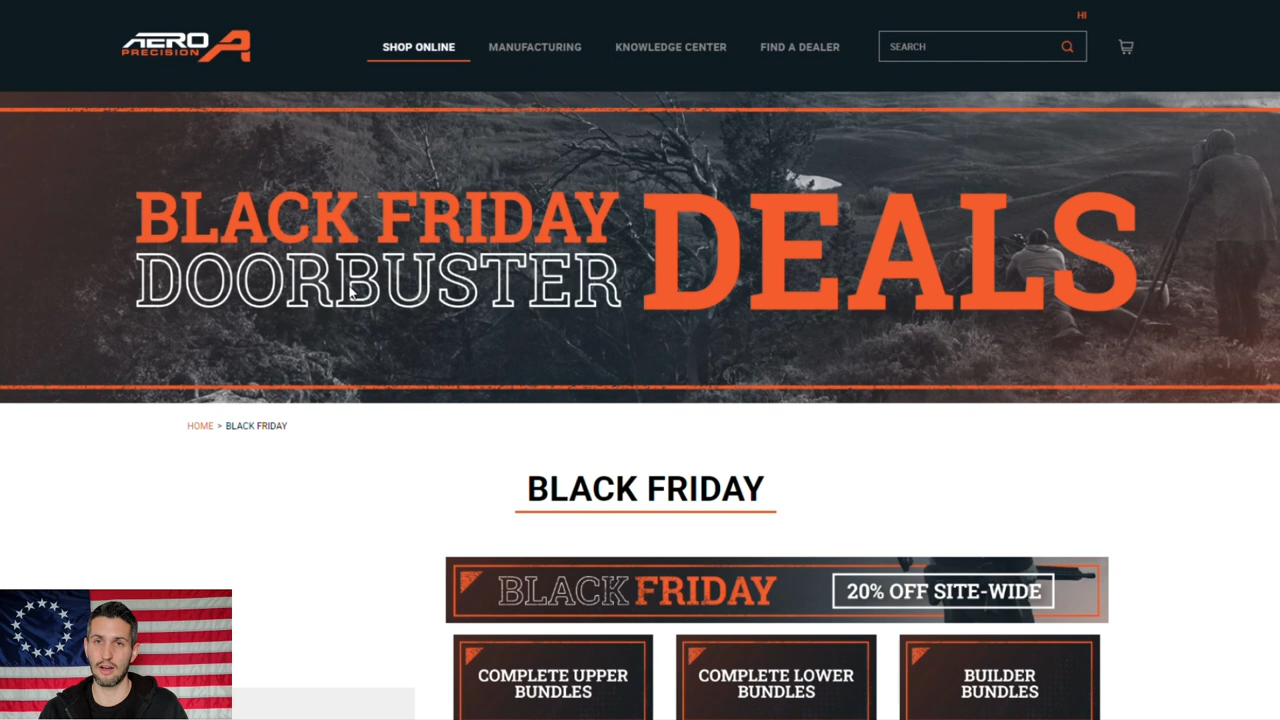 HI
AERO
PRECISION
SHOP ONLINE
MANUFACTURING
KNOWLEDGE CENTER
FIND A DEALER
SEARCH
BLACK FRIDAY
DOORBUSTER
DEALS
HOME > BLACK FRIDAY
BLACK FRIDAY
BLACK FRIDAY
20% OFF SITE-WIDE
COMPLETE UPPER
BUNDLES
COMPLETE LOWER
BUNDLES
BUILDER
BUNDLES